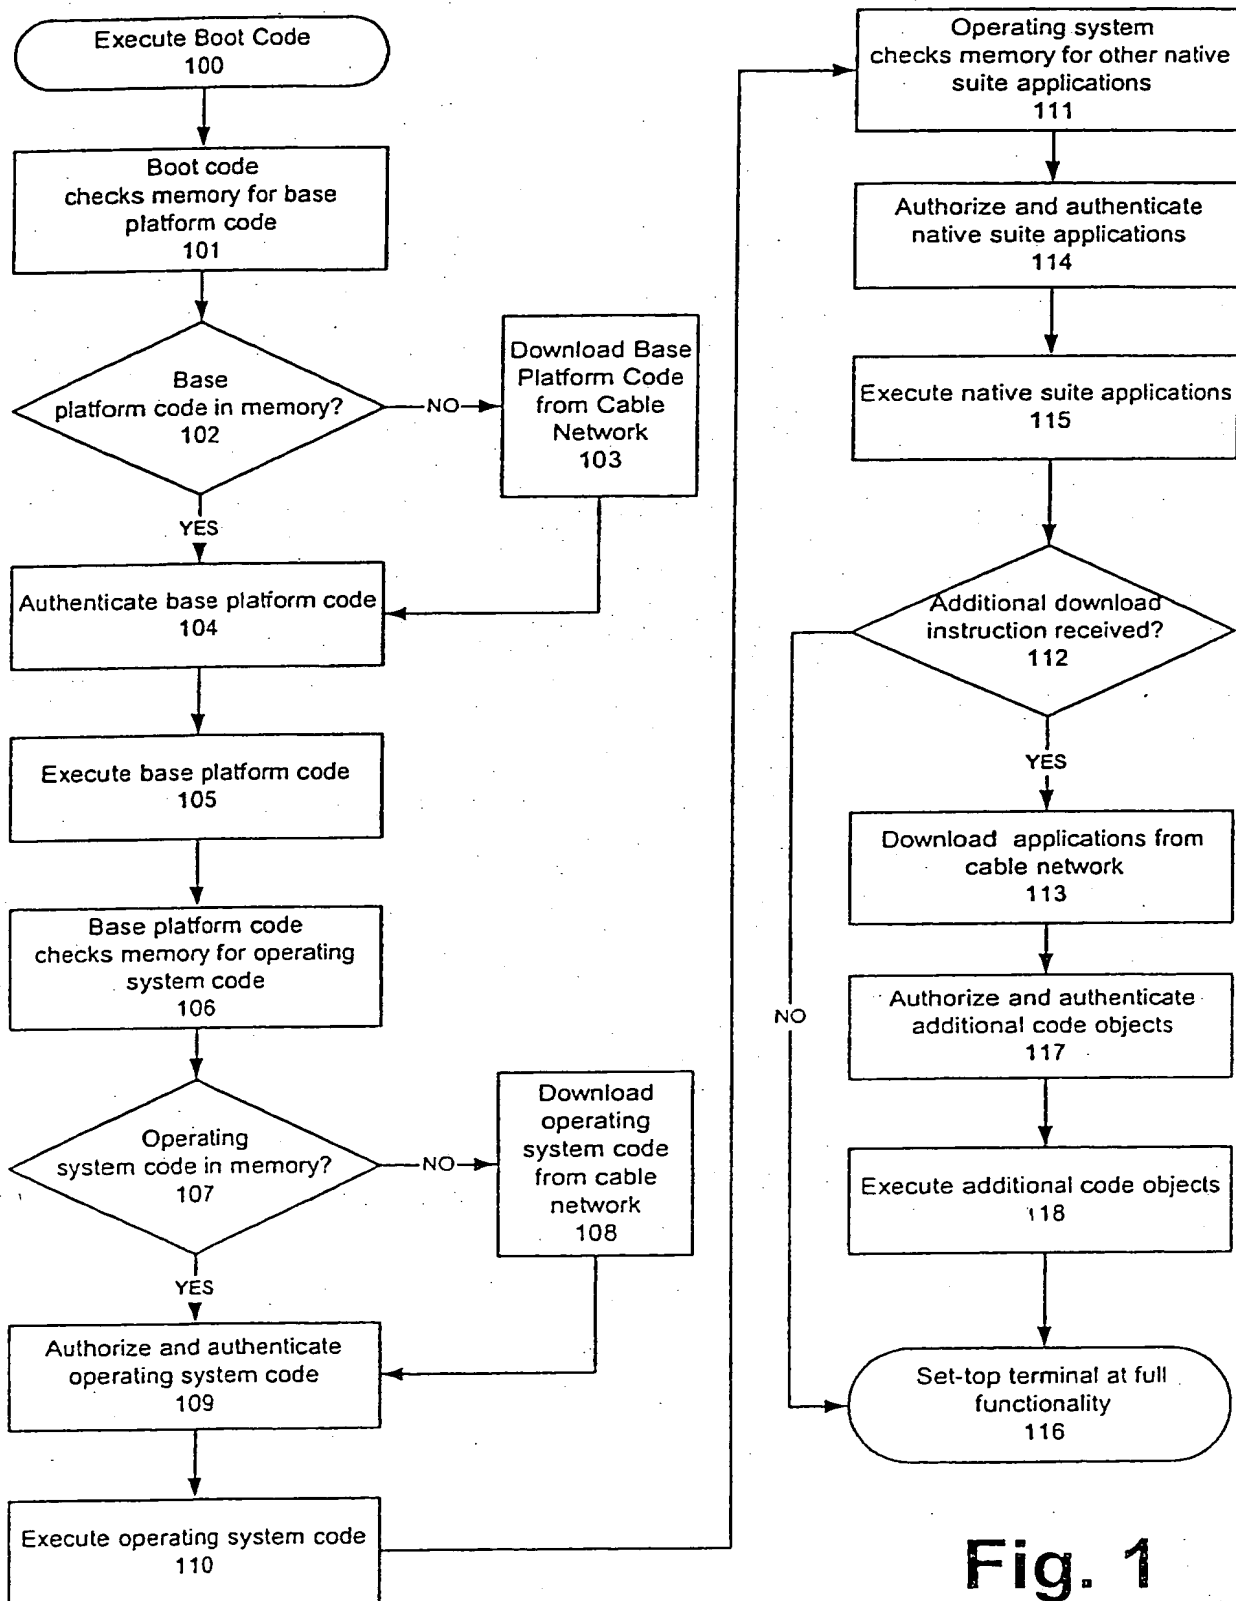 Execute Boot Code
100
Boot code
checks memory for base
platform code
101
Base
platform code in memory?
102
NO
Download Base
Platform Code
from Cable
Network
103
YES
Authenticate base platform code
104
Execute base platform code
105
Base platform code
checks memory for operating
system code
106
Operating
system code in memory?
107
NO
Download
operating
system code
from cable
network
108
YES
Authorize and authenticate
operating system code
109
Execute operating system code
110
Operating system
checks memory for other native
suite applications
111
Authorize and authenticate
native suite applications
114
Execute native suite applications
115
Additional download
instruction received?
112
YES
NO
Download applications from
cable network
113
Authorize and authenticate
additional code objects
117
Execute additional code objects
118
Set-top terminal at full
functionality
116
Fig. 1